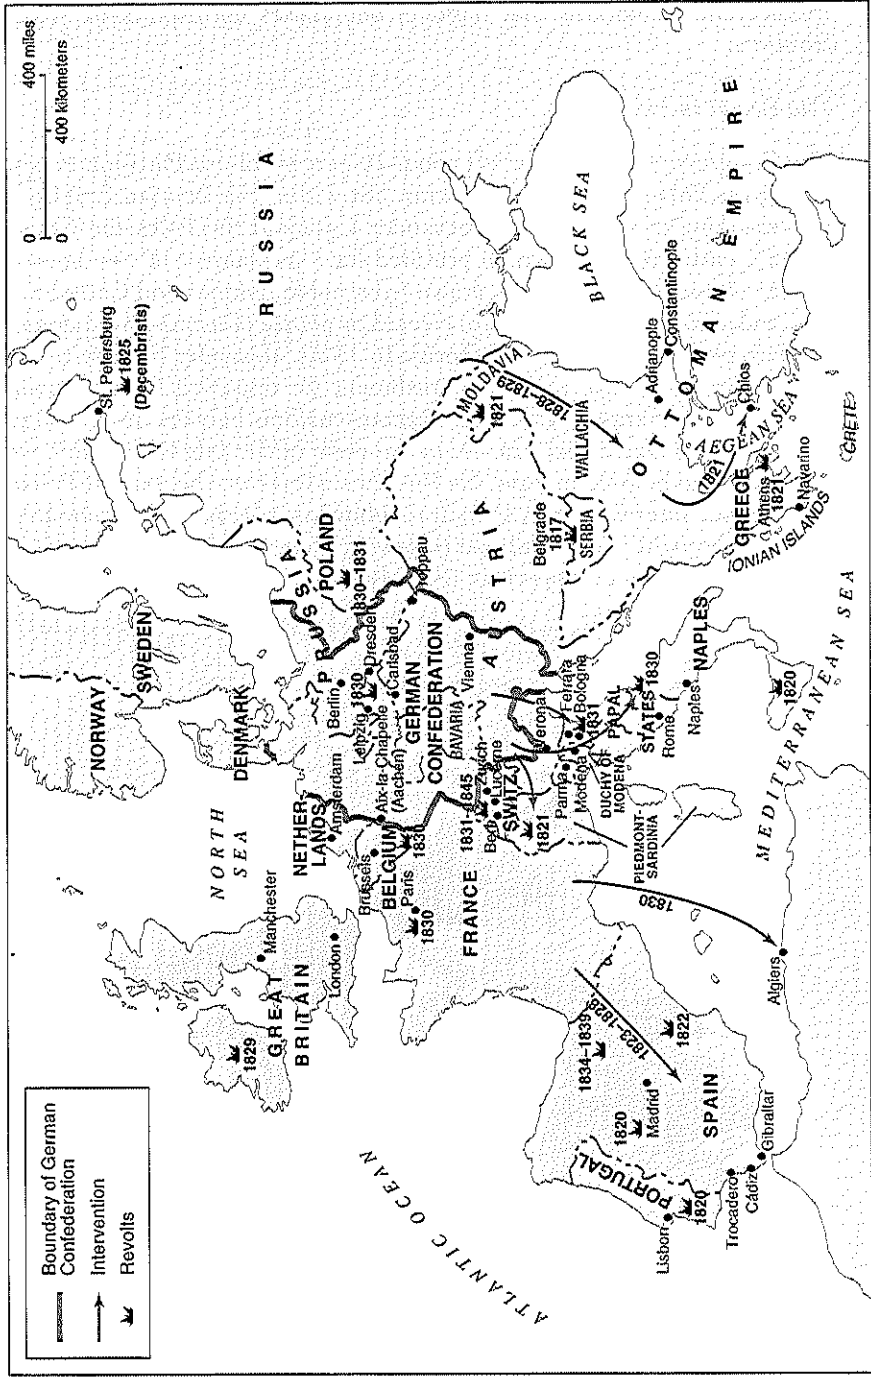 Boundary of German
Confederation
Intervention
Revolts
0
400 miles
0
400 kilometers
ATLANTIC OCEAN
NORTH
SEA
NORWAY
SWEDEN
DENMARK
St. Petersburg
1825
(Decembrists)
RUSSIA
1829
GREAT
BRITAIN
Manchester
London
NETHER-
LANDS
Amsterdam
Brussels
BELGIUM
1830
Aix-la-Chapelle
(Aachen)
PRUSSIA
Berlin
Leipzig
1830
Dresden
Carlsbad
POLAND
1830–1831
Troppau
GERMAN
CONFEDERATION
BAVARIA
Vienna
AUSTRIA
Paris
1830
FRANCE
1831–1845
Zurich
Lucerne
Bern
SWITZ.
1821
Verona
Parma
Modena
Ferrara
Bologna
1831
DUCHY OF
MODENA
PAPAL
STATES
1830
Rome
Naples
NAPLES
1820
PIEDMONT-
SARDINIA
MOLDAVIA
1821
1828–1829
WALLACHIA
Belgrade
1817
SERBIA
BLACK SEA
Adrianople
Constantinople
OTTOMAN EMPIRE
1821
AEGEAN SEA
Chios
GREECE
Athens
1821
Navarino
IONIAN ISLANDS
CRETE
MEDITERRANEAN SEA
1830
Algiers
1823–1828
1834–1839
1822
1820
Madrid
SPAIN
PORTUGAL
Lisbon
1820
Trocadero
Cádiz
Gibraltar